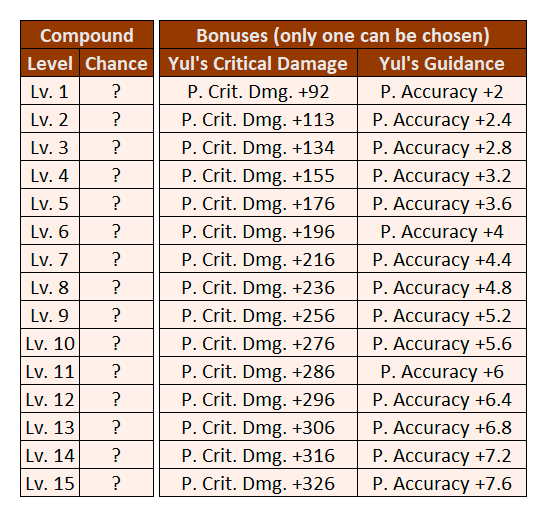 Compound Bonuses (only one can be chosen)
Level Chance Yul's Critical Damage Yul's Guidance
Lv. 1 ? P. Crit. Dmg. +92 P. Accuracy +2
Lv. 2 ? P. Crit. Dmg. +113 P. Accuracy +2.4
Lv. 3 ? P. Crit. Dmg. +134 P. Accuracy +2.8
Lv. 4 ? P. Crit. Dmg. +155 P. Accuracy +3.2
Lv. 5 ? P. Crit. Dmg. +176 P. Accuracy +3.6
Lv. 6 ? P. Crit. Dmg. +196 P. Accuracy +4
Lv. 7 ? P. Crit. Dmg. +216 P. Accuracy +4.4
Lv. 8 ? P. Crit. Dmg. +236 P. Accuracy +4.8
Lv. 9 ? P. Crit. Dmg. +256 P. Accuracy +5.2
Lv. 10 ? P. Crit. Dmg. +276 P. Accuracy +5.6
Lv. 11 ? P. Crit. Dmg. +286 P. Accuracy +6
Lv. 12 ? P. Crit. Dmg. +296 P. Accuracy +6.4
Lv. 13 ? P. Crit. Dmg. +306 P. Accuracy +6.8
Lv. 14 ? P. Crit. Dmg. +316 P. Accuracy +7.2
Lv. 15 ? P. Crit. Dmg. +326 P. Accuracy +7.6